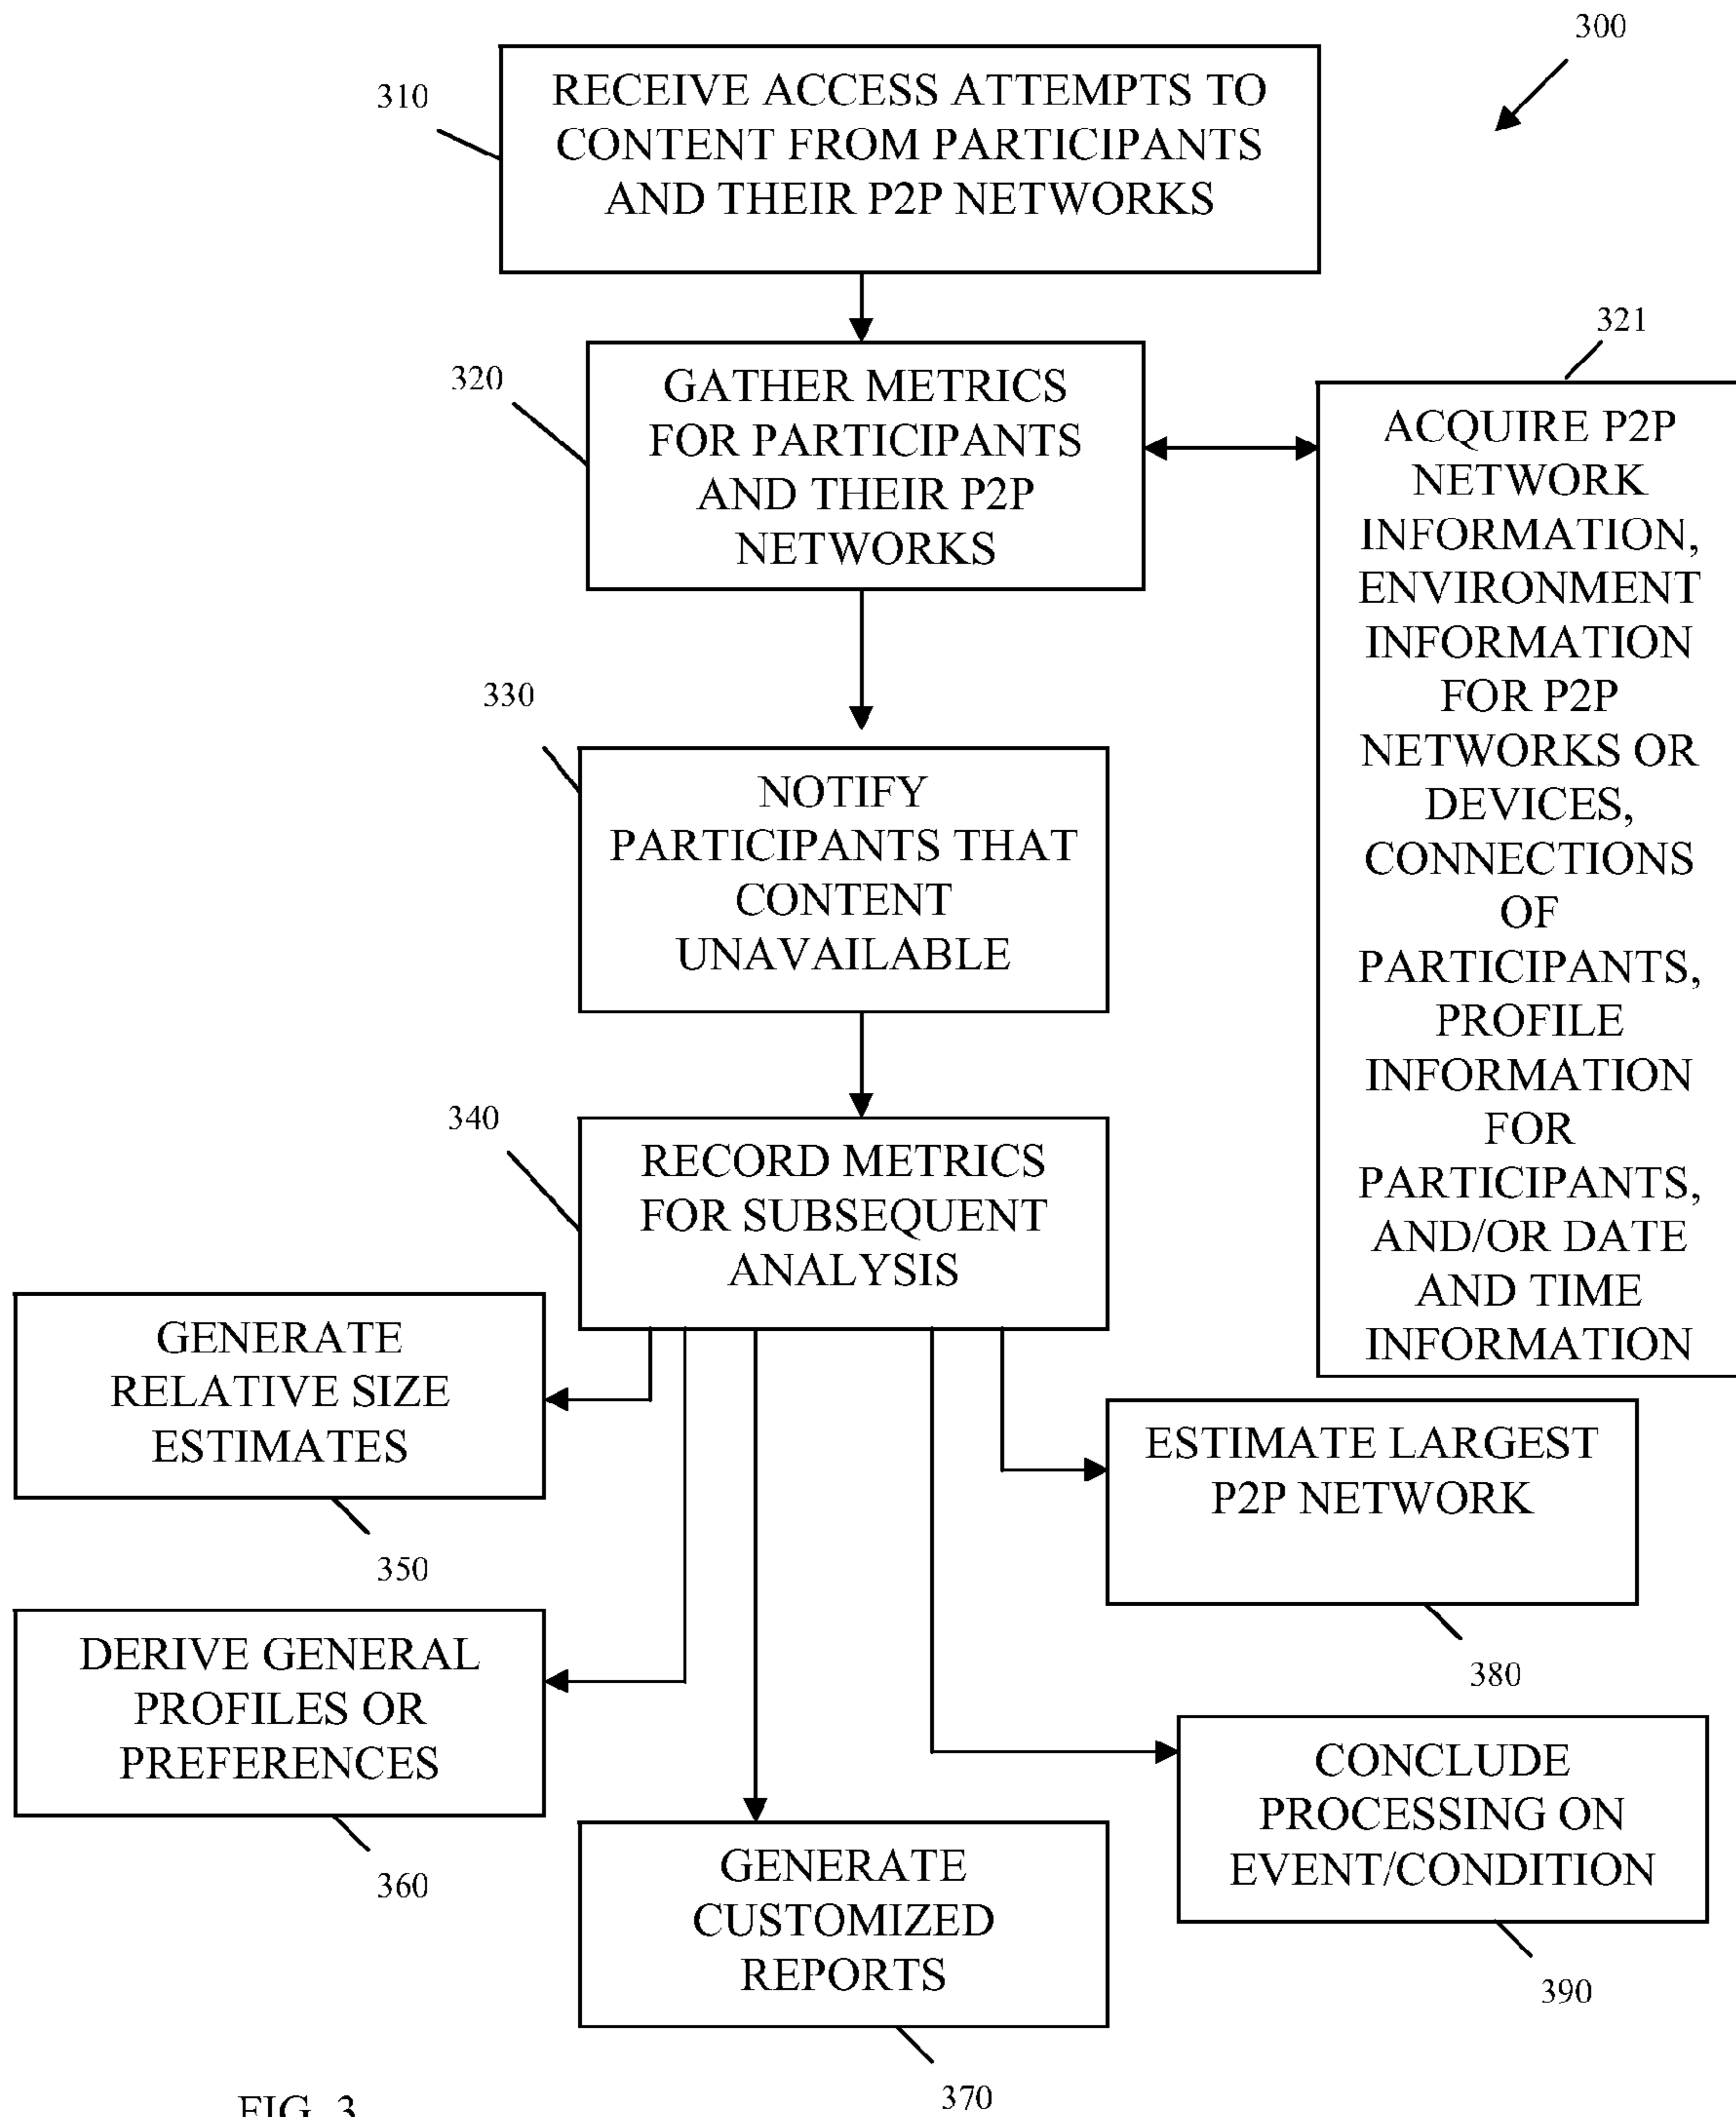 300
310
RECEIVE ACCESS ATTEMPTS TO
CONTENT FROM PARTICIPANTS
AND THEIR P2P NETWORKS
320
GATHER METRICS
FOR PARTICIPANTS
AND THEIR P2P
NETWORKS
321
ACQUIRE P2P
NETWORK
INFORMATION,
ENVIRONMENT
INFORMATION
FOR P2P
NETWORKS OR
DEVICES,
CONNECTIONS
OF
PARTICIPANTS,
PROFILE
INFORMATION
FOR
PARTICIPANTS,
AND/OR DATE
AND TIME
INFORMATION
330
NOTIFY
PARTICIPANTS THAT
CONTENT
UNAVAILABLE
340
RECORD METRICS
FOR SUBSEQUENT
ANALYSIS
GENERATE
RELATIVE SIZE
ESTIMATES
350
ESTIMATE LARGEST
P2P NETWORK
380
DERIVE GENERAL
PROFILES OR
PREFERENCES
360
CONCLUDE
PROCESSING ON
EVENT/CONDITION
390
GENERATE
CUSTOMIZED
REPORTS
370
FIG. 3